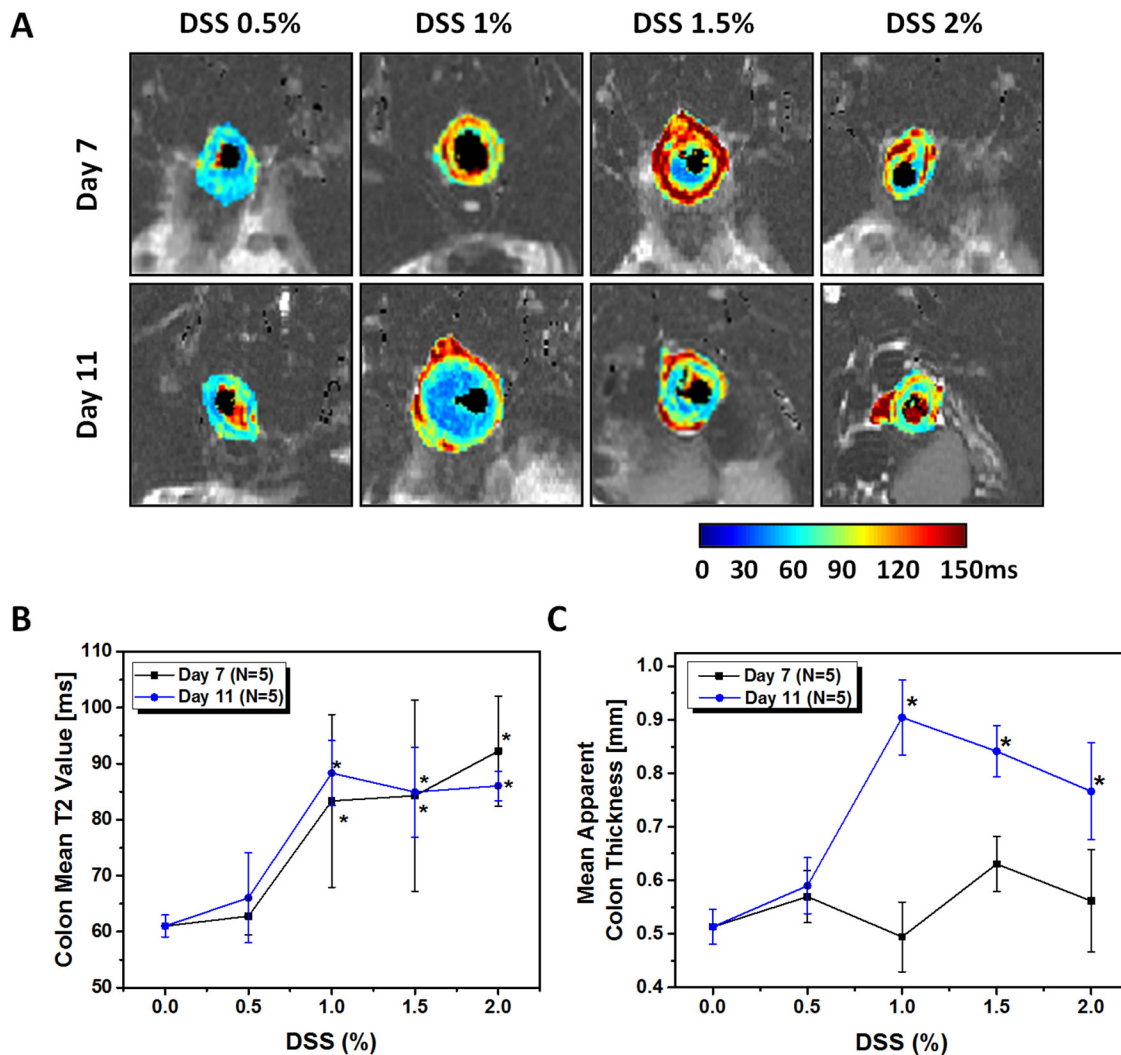 A
DSS 0.5% DSS 1% DSS 1.5% DSS 2%
Day 7
Day 11
0 30 60 90 120 150ms
B
Colon Mean T2 Value [ms]
110
100
90
80
70
60
50
Day 7 (N=5)
Day 11 (N=5)
*
*
*
*
*
*
0.0 0.5 1.0 1.5 2.0
DSS (%)
C
Mean Apparent
Colon Thickness [mm]
1.0
0.9
0.8
0.7
0.6
0.5
0.4
Day 7 (N=5)
Day 11 (N=5)
*
*
*
0.0 0.5 1.0 1.5 2.0
DSS (%)